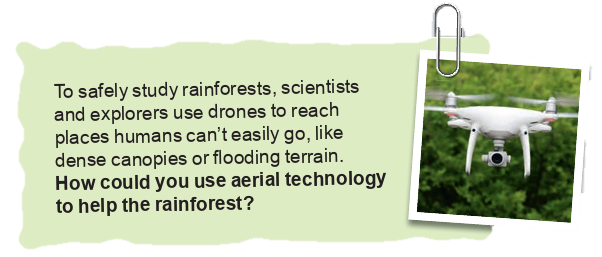 To safely study rainforests, scientists
and explorers use drones to reach
places humans can't easily go, like
dense canopies or flooding terrain.
How could you use aerial technology
to help the rainforest?